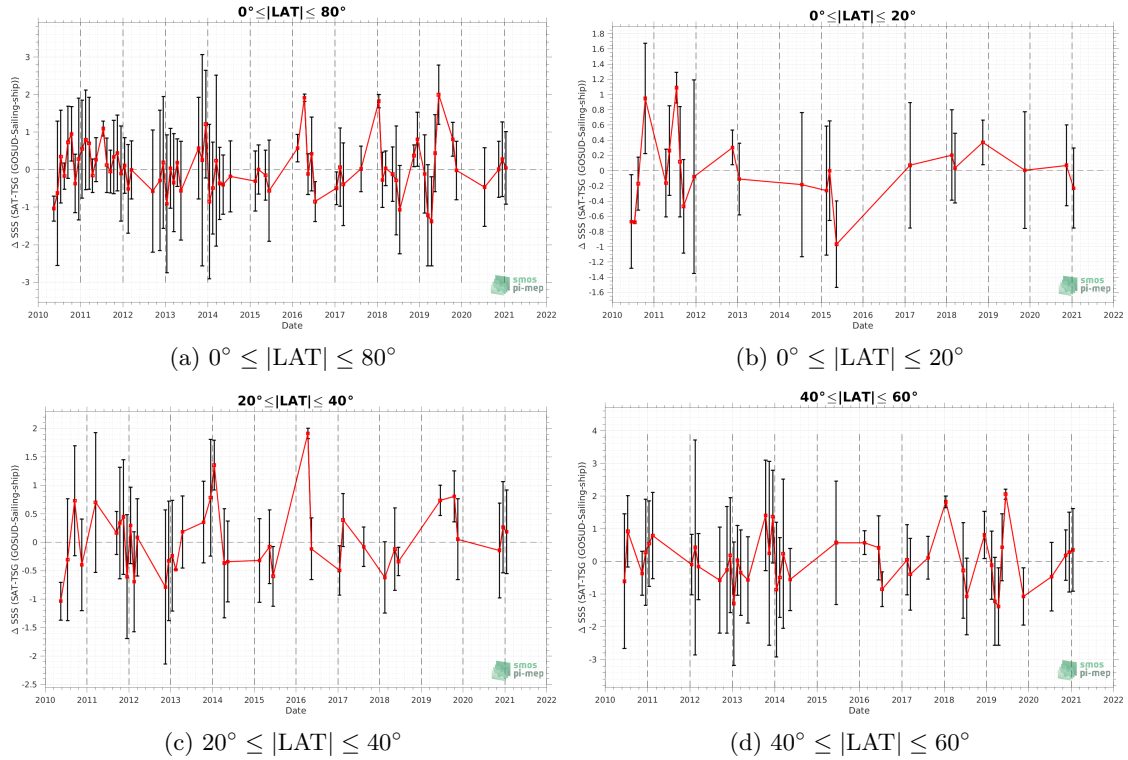 0°≤|LAT|≤ 80°
Δ SSS (SAT-TSG (GOSUD-Sailing-ship))
3
2
1
0
-1
-2
-3
2010 2011 2012 2013 2014 2015 2016 2017 2018 2019 2020 2021 2022
Date
smos
pi-mep
(a) 0° ≤ |LAT| ≤ 80°
0°≤|LAT|≤ 20°
Δ SSS (SAT-TSG (GOSUD-Sailing-ship))
1.8
1.6
1.4
1.2
1
0.8
0.6
0.4
0.2
0
-0.2
-0.4
-0.6
-0.8
-1
-1.2
-1.4
-1.6
2010 2011 2012 2013 2014 2015 2016 2017 2018 2019 2020 2021 2022
Date
smos
pi-mep
(b) 0° ≤ |LAT| ≤ 20°
20°≤|LAT|≤ 40°
Δ SSS (SAT-TSG (GOSUD-Sailing-ship))
2
1.5
1
0.5
0
-0.5
-1
-1.5
-2
-2.5
2010 2011 2012 2013 2014 2015 2016 2017 2018 2019 2020 2021 2022
Date
smos
pi-mep
(c) 20° ≤ |LAT| ≤ 40°
40°≤|LAT|≤ 60°
Δ SSS (SAT-TSG (GOSUD-Sailing-ship))
4
3
2
1
0
-1
-2
-3
2010 2011 2012 2013 2014 2015 2016 2017 2018 2019 2020 2021 2022
Date
smos
pi-mep
(d) 40° ≤ |LAT| ≤ 60°